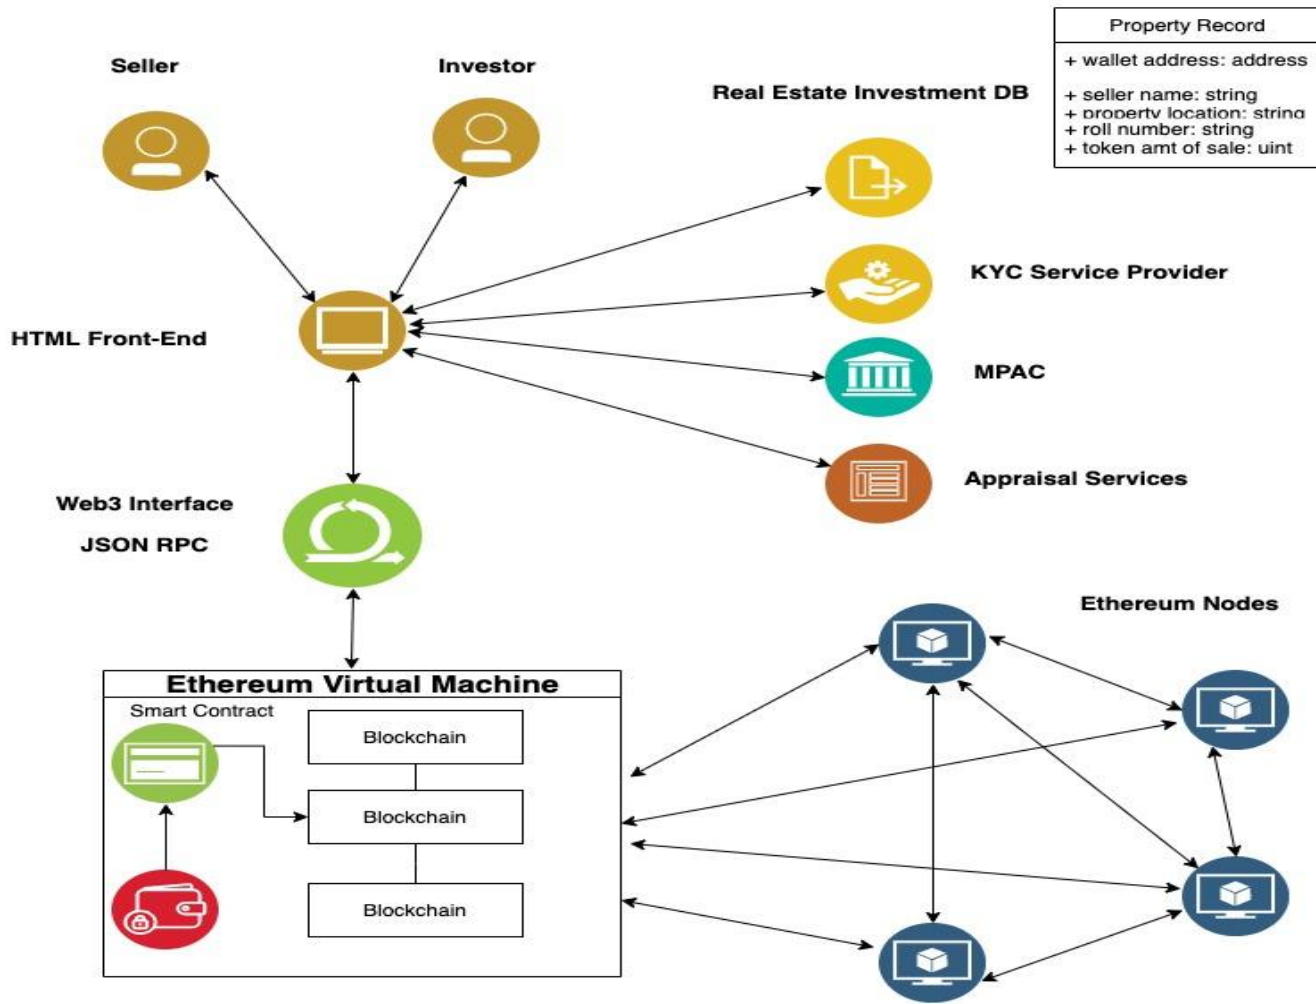 Property Record
+ wallet address: address
+ seller name: string
+ property location: string
+ roll number: string
+ token amt of sale: uint
Seller
Investor
Real Estate Investment DB
KYC Service Provider
HTML Front-End
MPAC
Appraisal Services
Web3 Interface
JSON RPC
Ethereum Nodes
Ethereum Virtual Machine
Smart Contract
Blockchain
Blockchain
Blockchain